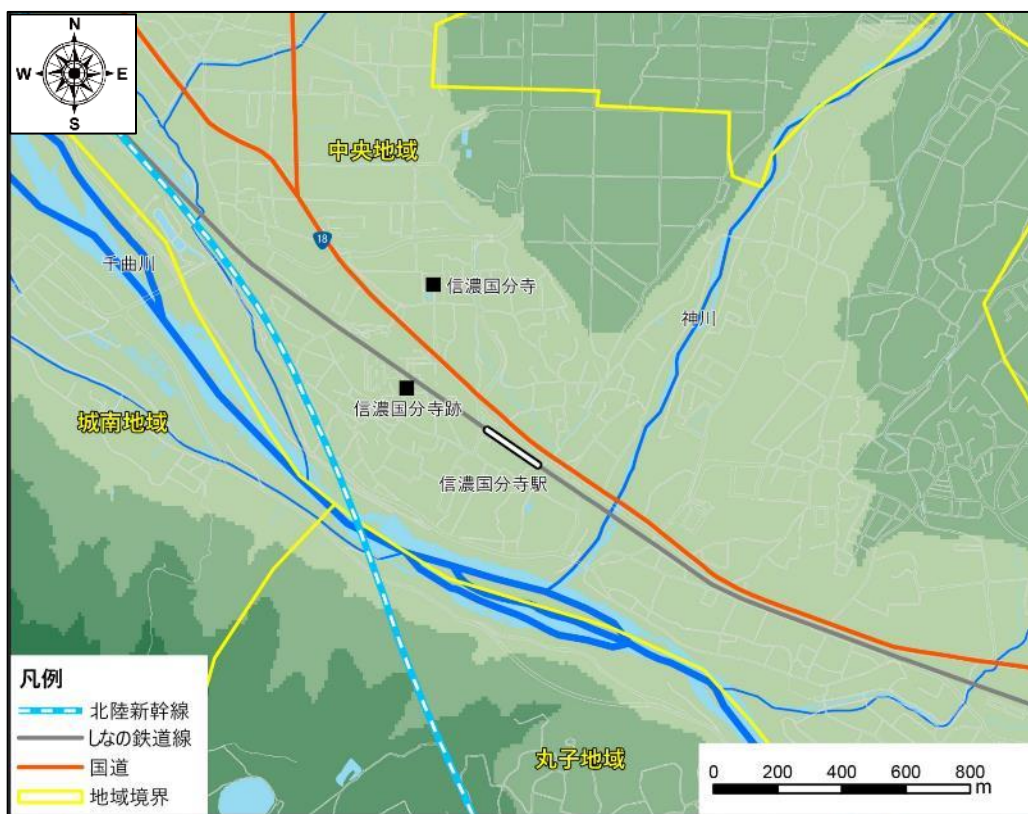 N
W
E
S
中央地域
18
千曲川
信濃国分寺
神川
信濃国分寺跡
城南地域
信濃国分寺駅
凡例
北陸新幹線
しなの鉄道線
国道
地域境界
丸子地域
0 200 400 600 800
m